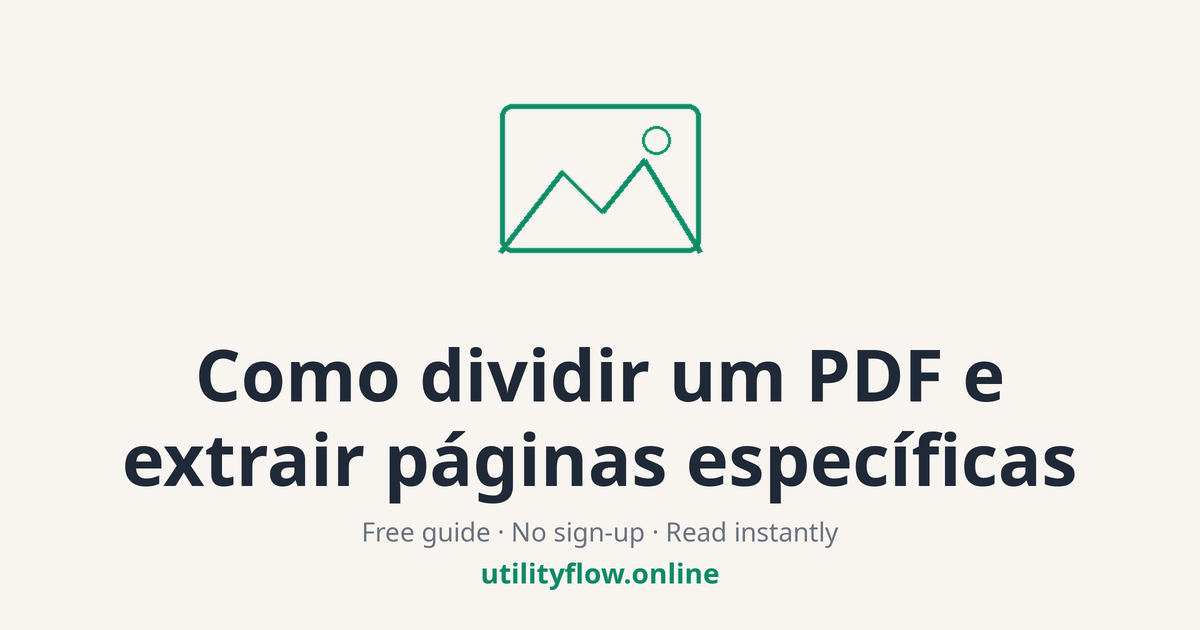 Como dividir um PDF e
extrair páginas específicas
Free guide · No sign-up · Read instantly
utilityflow.online